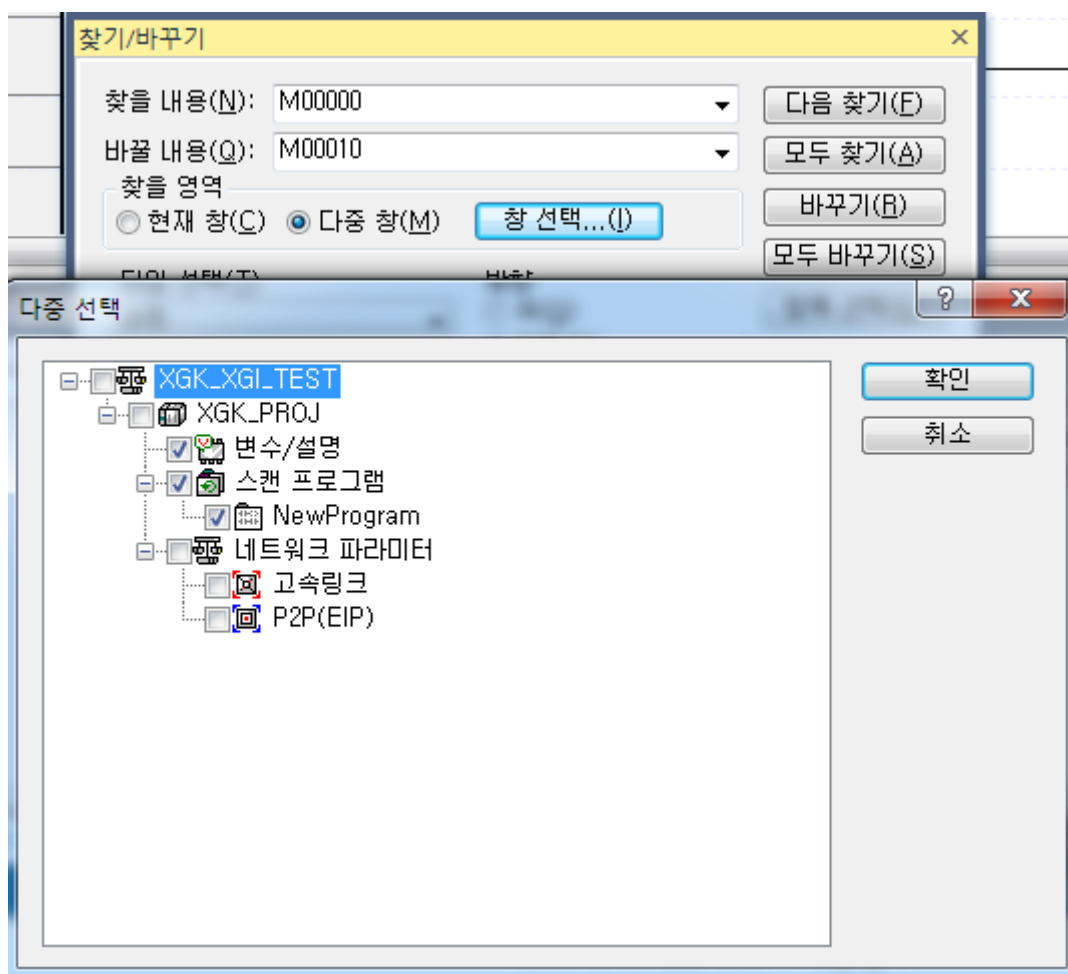 찾기/바꾸기
찾을 내용(N): M00000 다음 찾기(F)
바꿀 내용(Q): M00010 모두 찾기(A)
찾을 영역
현재 창(C) 다중 창(M) 창 선택...(I) 바꾸기(R)
모두 바꾸기(S)
다중 선택
XGK_XGI_TEST 확인
XGK_PROJ
변수/설명 취소
스캔 프로그램
NewProgram
네트워크 파라미터
고속링크
P2P(EIP)